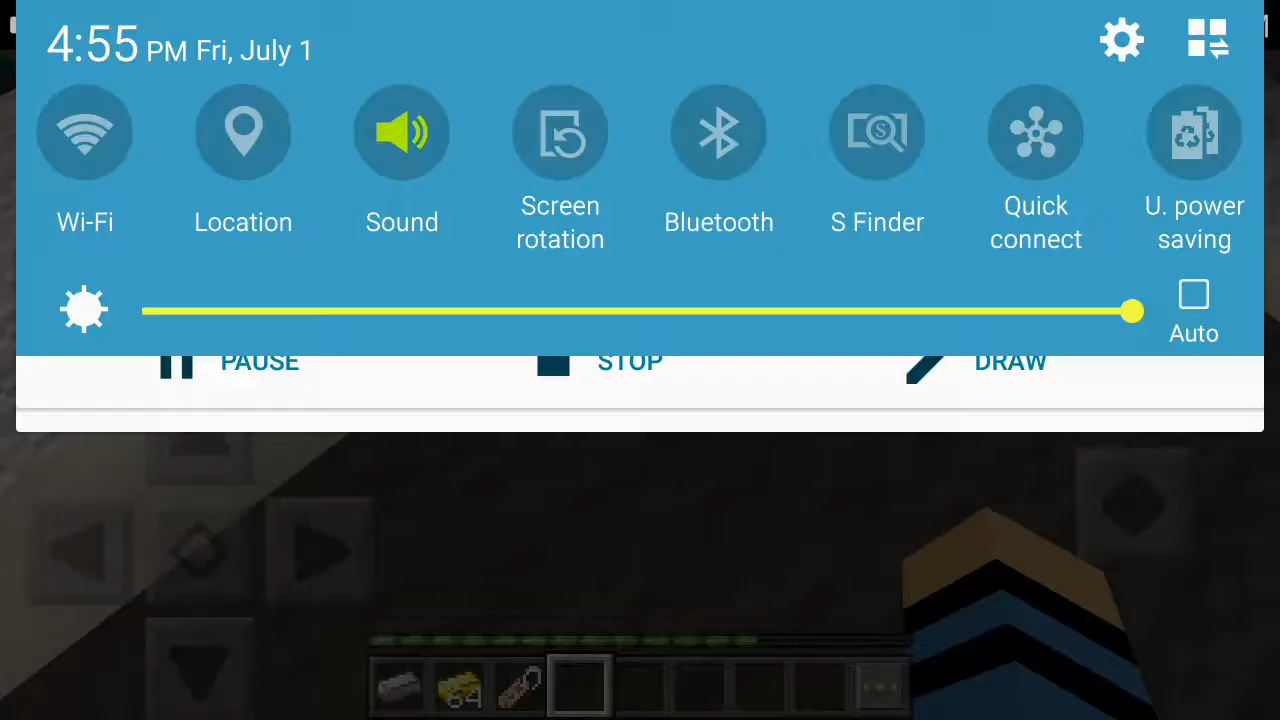 4:55 PM Fri, July 1
Wi-Fi
Location
Sound
Screen
rotation
Bluetooth
S
S Finder
Quick
connect
U. power
saving
Auto
PAUSE
STOP
DRAW
64